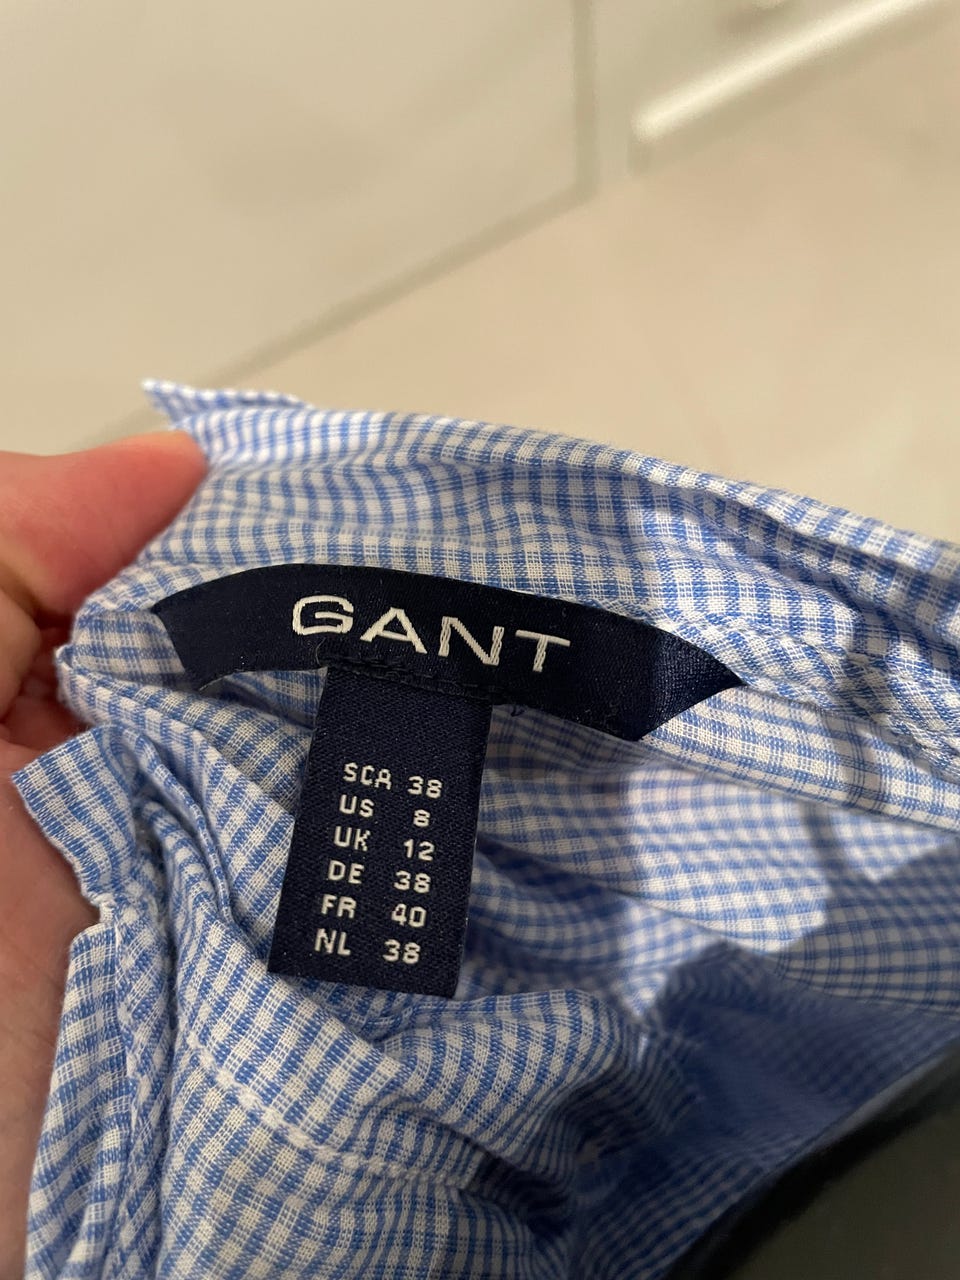 GANT
SCA 38
US 8
UK 12
DE 38
FR 40
NL 38